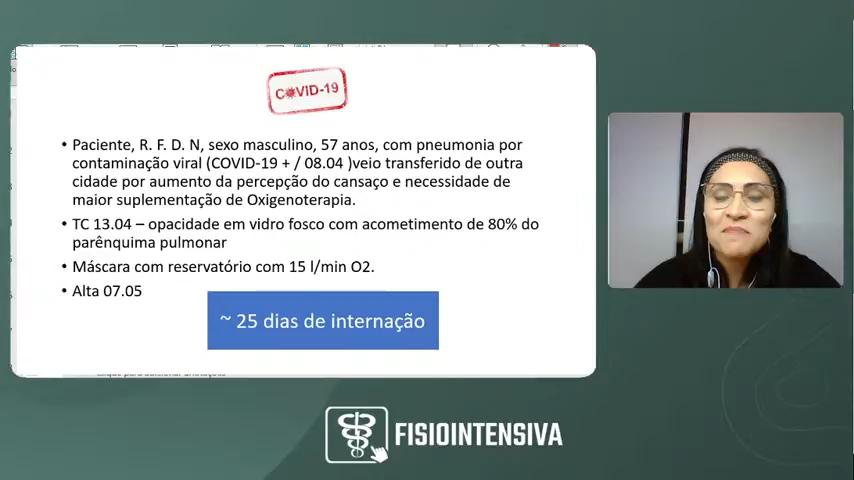 COVID-19
• Paciente, R. F. D. N, sexo masculino, 57 anos, com pneumonia por
contaminação viral (COVID-19 + / 08.04 )veio transferido de outra
cidade por aumento da percepção do cansaço e necessidade de
maior suplementação de Oxigenoterapia.
• TC 13.04 – opacidade em vidro fosco com acometimento de 80% do
parênquima pulmonar
• Máscara com reservatório com 15 l/min O2.
• Alta 07.05
~ 25 dias de internação
FISIOINTENSIVA